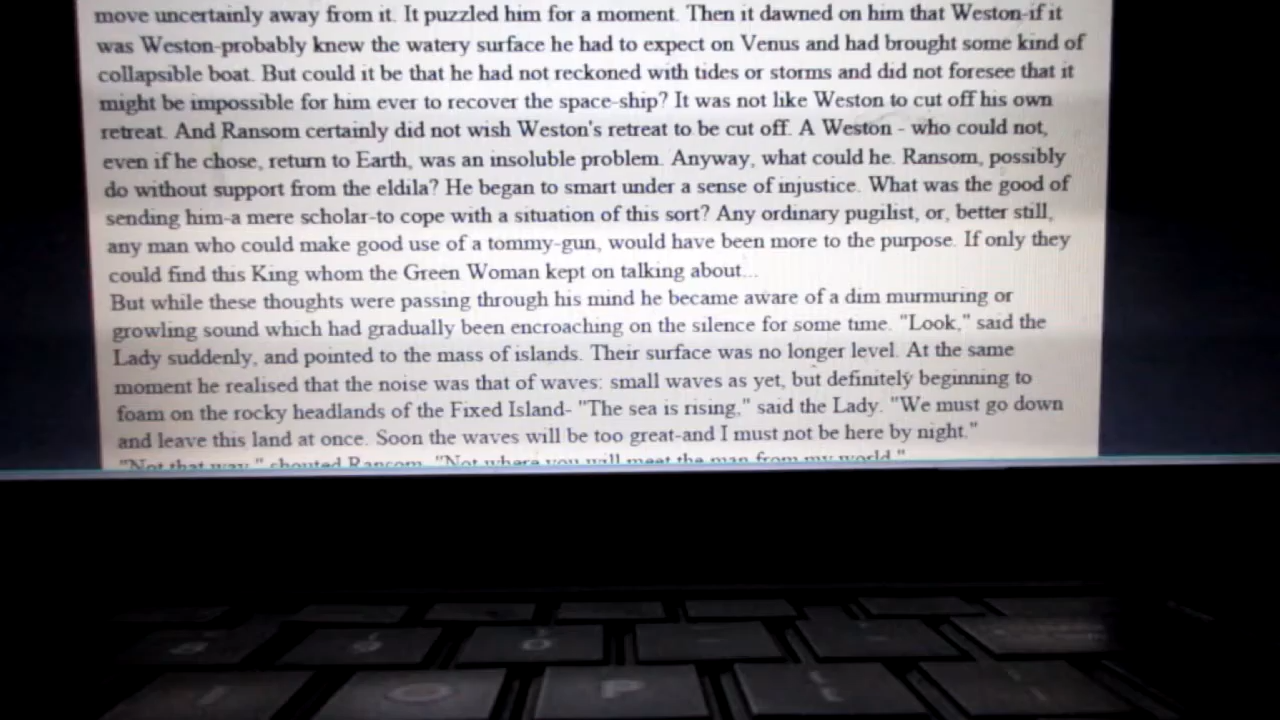 move uncertainly away from it. It puzzled him for a moment. Then it dawned on him that Weston-if it
was Weston-probably knew the watery surface he had to expect on Venus and had brought some kind of
collapsible boat. But could it be that he had not reckoned with tides or storms and did not foresee that it
might be impossible for him ever to recover the space-ship? It was not like Weston to cut off his own
retreat. And Ransom certainly did not wish Weston's retreat to be cut off. A Weston - who could not,
even if he chose, return to Earth, was an insoluble problem. Anyway, what could he. Ransom, possibly
do without support from the eldila? He began to smart under a sense of injustice. What was the good of
sending him-a mere scholar-to cope with a situation of this sort? Any ordinary pugilist, or, better still,
any man who could make good use of a tommy-gun, would have been more to the purpose. If only they
could find this King whom the Green Woman kept on talking about...
But while these thoughts were passing through his mind he became aware of a dim murmuring or
growling sound which had gradually been encroaching on the silence for some time. "Look," said the
Lady suddenly, and pointed to the mass of islands. Their surface was no longer level. At the same
moment he realised that the noise was that of waves: small waves as yet, but definitely beginning to
foam on the rocky headlands of the Fixed Island- "The sea is rising," said the Lady. "We must go down
and leave this land at once. Soon the waves will be too great-and I must not be here by night."
"Not that way," shouted Ransom. "Not where you will meet the man from my world."
O P